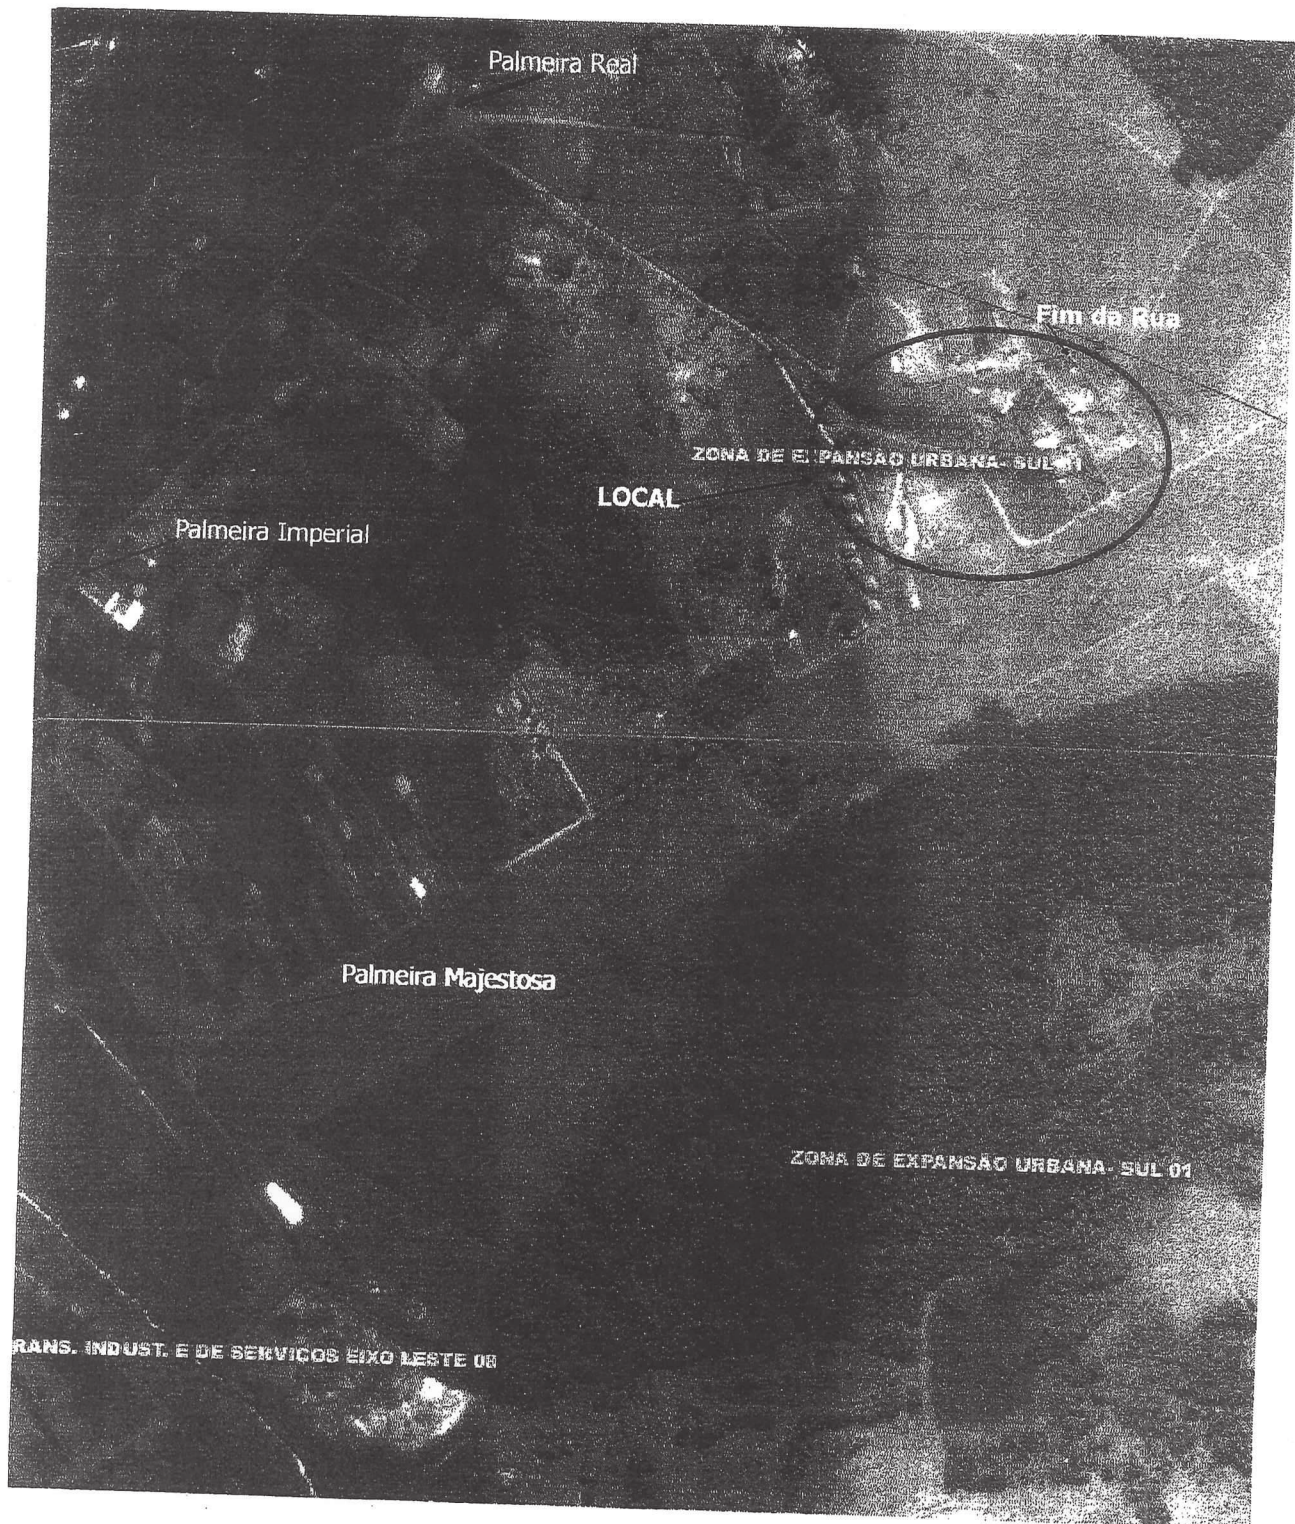 Palmeira Real
Fim da Rua
ZONA DE EXPANSÃO URBANA- SUL 01
LOCAL
Palmeira Imperial
Palmeira Majestosa
ZONA DE EXPANSÃO URBANA- SUL 01
RANS. INDUST. E DE SERVIÇOS EIXO LESTE 08